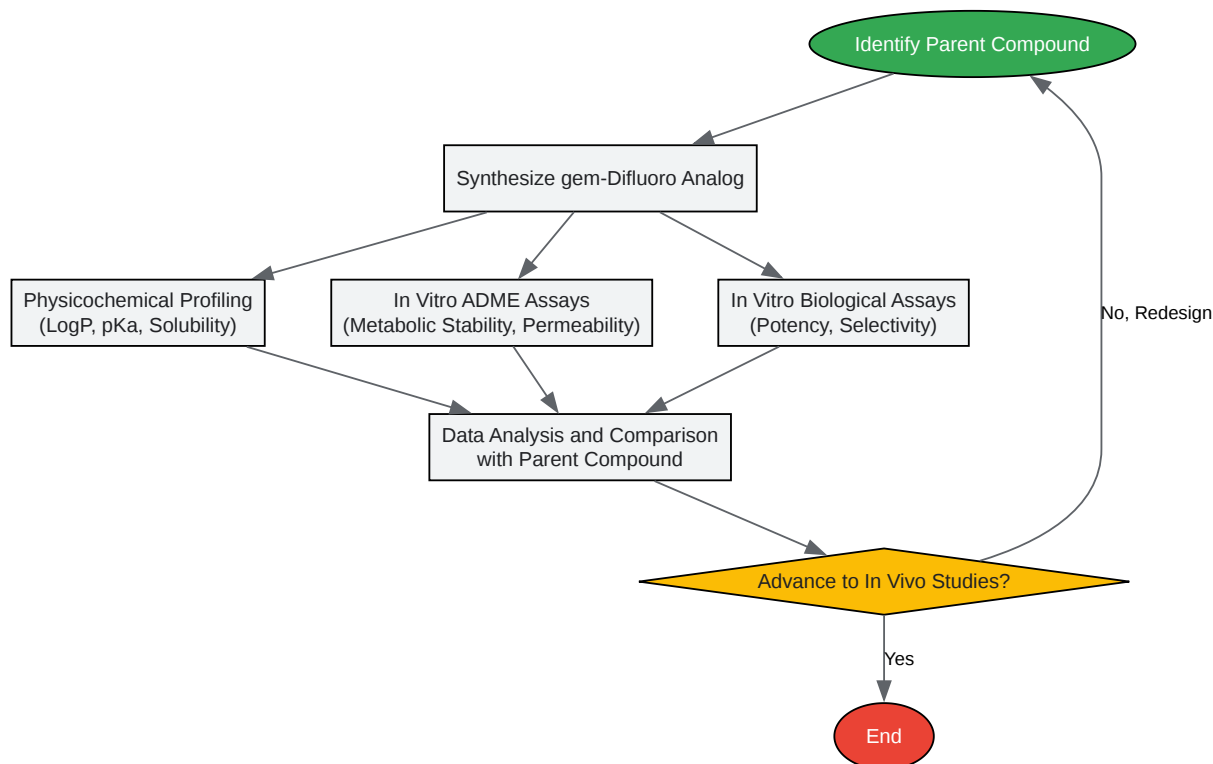 Identify Parent Compound
Synthesize gem-Difluoro Analog
Physicochemical Profiling
(LogP, pKa, Solubility)
In Vitro ADME Assays
(Metabolic Stability, Permeability)
In Vitro Biological Assays
(Potency, Selectivity)
No, Redesign
Data Analysis and Comparison
with Parent Compound
Advance to In Vivo Studies?
Yes
End